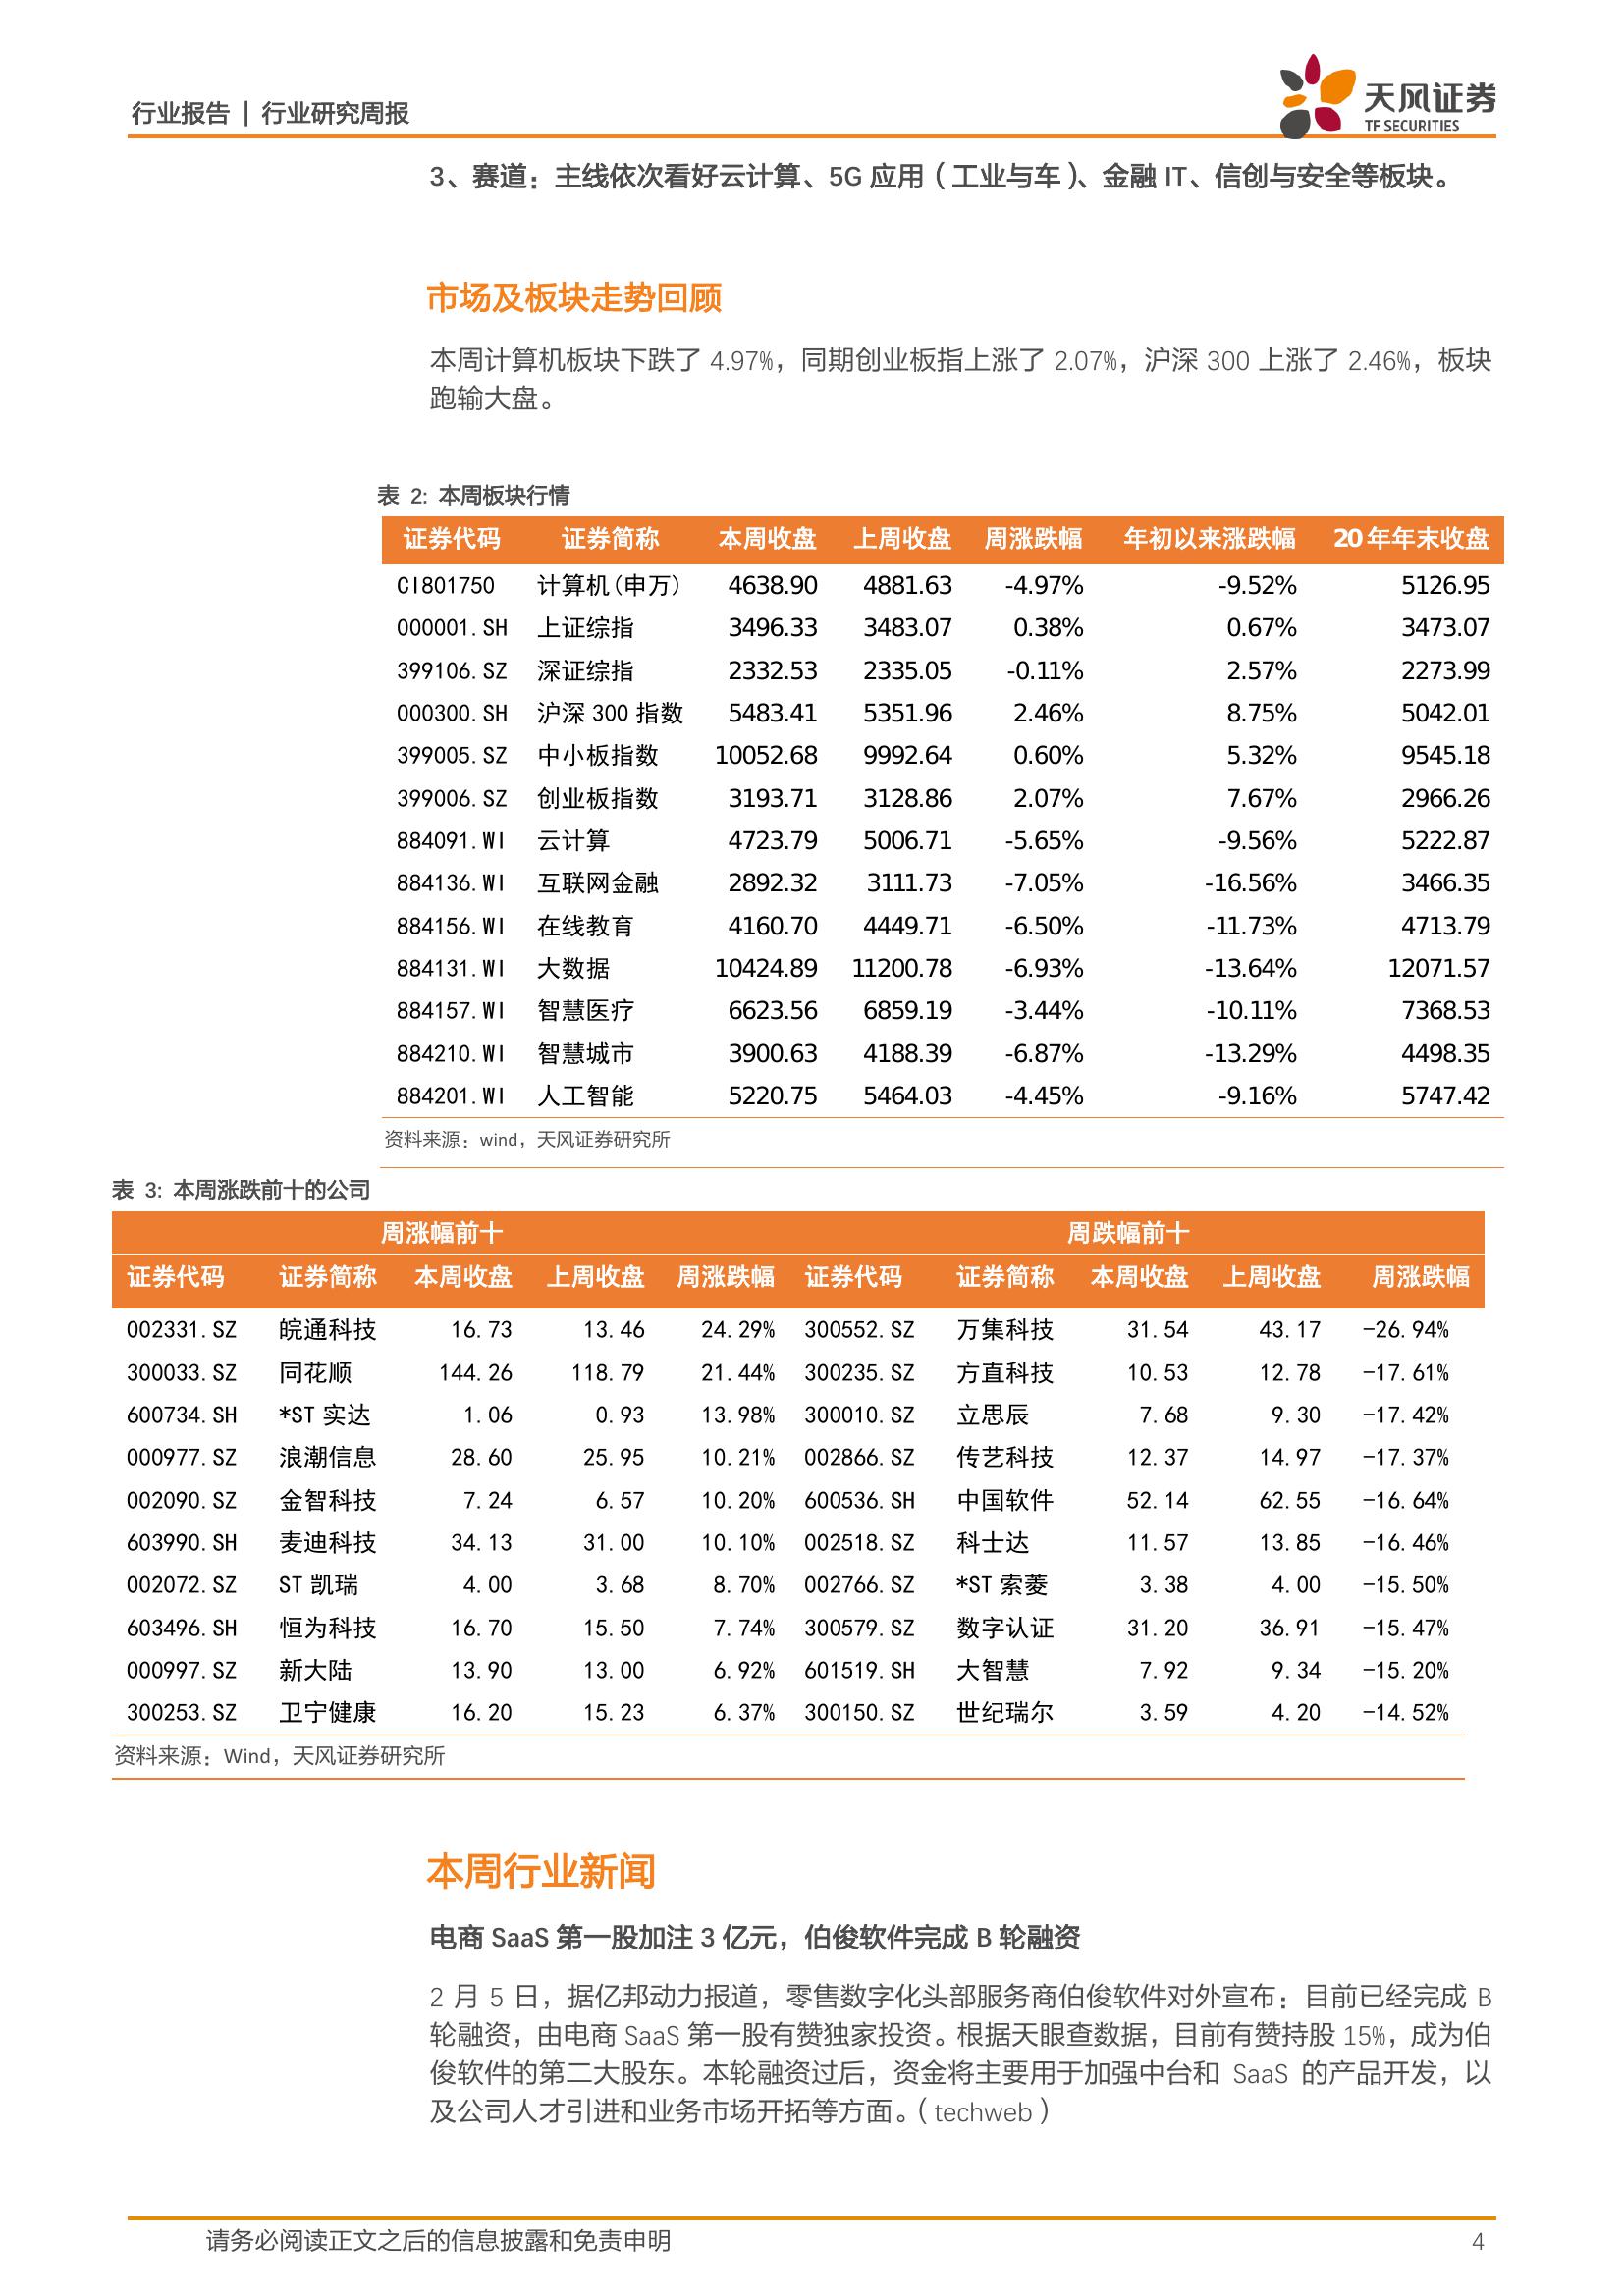 行业报告 | 行业研究周报
天风证券
TF SECURITIES
3、赛道：主线依次看好云计算、5G 应用（工业与车）、金融 IT、信创与安全等板块。
市场及板块走势回顾
本周计算机板块下跌了 4.97%，同期创业板指上涨了 2.07%，沪深 300 上涨了 2.46%，板块
跑输大盘。
表 2: 本周板块行情
证券代码 证券简称 本周收盘 上周收盘 周涨跌幅 年初以来涨跌幅 20 年年末收盘
CI801750 计算机(申万) 4638.90 4881.63 -4.97% -9.52% 5126.95
000001.SH 上证综指 3496.33 3483.07 0.38% 0.67% 3473.07
399106.SZ 深证综指 2332.53 2335.05 -0.11% 2.57% 2273.99
000300.SH 沪深 300 指数 5483.41 5351.96 2.46% 8.75% 5042.01
399005.SZ 中小板指数 10052.68 9992.64 0.60% 5.32% 9545.18
399006.SZ 创业板指数 3193.71 3128.86 2.07% 7.67% 2966.26
884091.WI 云计算 4723.79 5006.71 -5.65% -9.56% 5222.87
884136.WI 互联网金融 2892.32 3111.73 -7.05% -16.56% 3466.35
884156.WI 在线教育 4160.70 4449.71 -6.50% -11.73% 4713.79
884131.WI 大数据 10424.89 11200.78 -6.93% -13.64% 12071.57
884157.WI 智慧医疗 6623.56 6859.19 -3.44% -10.11% 7368.53
884210.WI 智慧城市 3900.63 4188.39 -6.87% -13.29% 4498.35
884201.WI 人工智能 5220.75 5464.03 -4.45% -9.16% 5747.42
资料来源：wind，天风证券研究所
表 3: 本周涨跌前十的公司
周涨幅前十 周跌幅前十
证券代码 证券简称 本周收盘 上周收盘 周涨跌幅 证券代码 证券简称 本周收盘 上周收盘 周涨跌幅
002331.SZ 皖通科技 16.73 13.46 24.29% 300552.SZ 万集科技 31.54 43.17 -26.94%
300033.SZ 同花顺 144.26 118.79 21.44% 300235.SZ 方直科技 10.53 12.78 -17.61%
600734.SH *ST 实达 1.06 0.93 13.98% 300010.SZ 立思辰 7.68 9.30 -17.42%
000977.SZ 浪潮信息 28.60 25.95 10.21% 002866.SZ 传艺科技 12.37 14.97 -17.37%
002090.SZ 金智科技 7.24 6.57 10.20% 600536.SH 中国软件 52.14 62.55 -16.64%
603990.SH 麦迪科技 34.13 31.00 10.10% 002518.SZ 科士达 11.57 13.85 -16.46%
002072.SZ ST 凯瑞 4.00 3.68 8.70% 002766.SZ *ST 索菱 3.38 4.00 -15.50%
603496.SH 恒为科技 16.70 15.50 7.74% 300579.SZ 数字认证 31.20 36.91 -15.47%
000997.SZ 新大陆 13.90 13.00 6.92% 601519.SH 大智慧 7.92 9.34 -15.20%
300253.SZ 卫宁健康 16.20 15.23 6.37% 300150.SZ 世纪瑞尔 3.59 4.20 -14.52%
资料来源：Wind，天风证券研究所
本周行业新闻
电商 SaaS 第一股加注 3 亿元，伯俊软件完成 B 轮融资
2 月 5 日，据亿邦动力报道，零售数字化头部服务商伯俊软件对外宣布：目前已经完成 B
轮融资，由电商 SaaS 第一股有赞独家投资。根据天眼查数据，目前有赞持股 15%，成为伯
俊软件的第二大股东。本轮融资过后，资金将主要用于加强中台和 SaaS 的产品开发，以
及公司人才引进和业务市场开拓等方面。（techweb）
请务必阅读正文之后的信息披露和免责申明 4